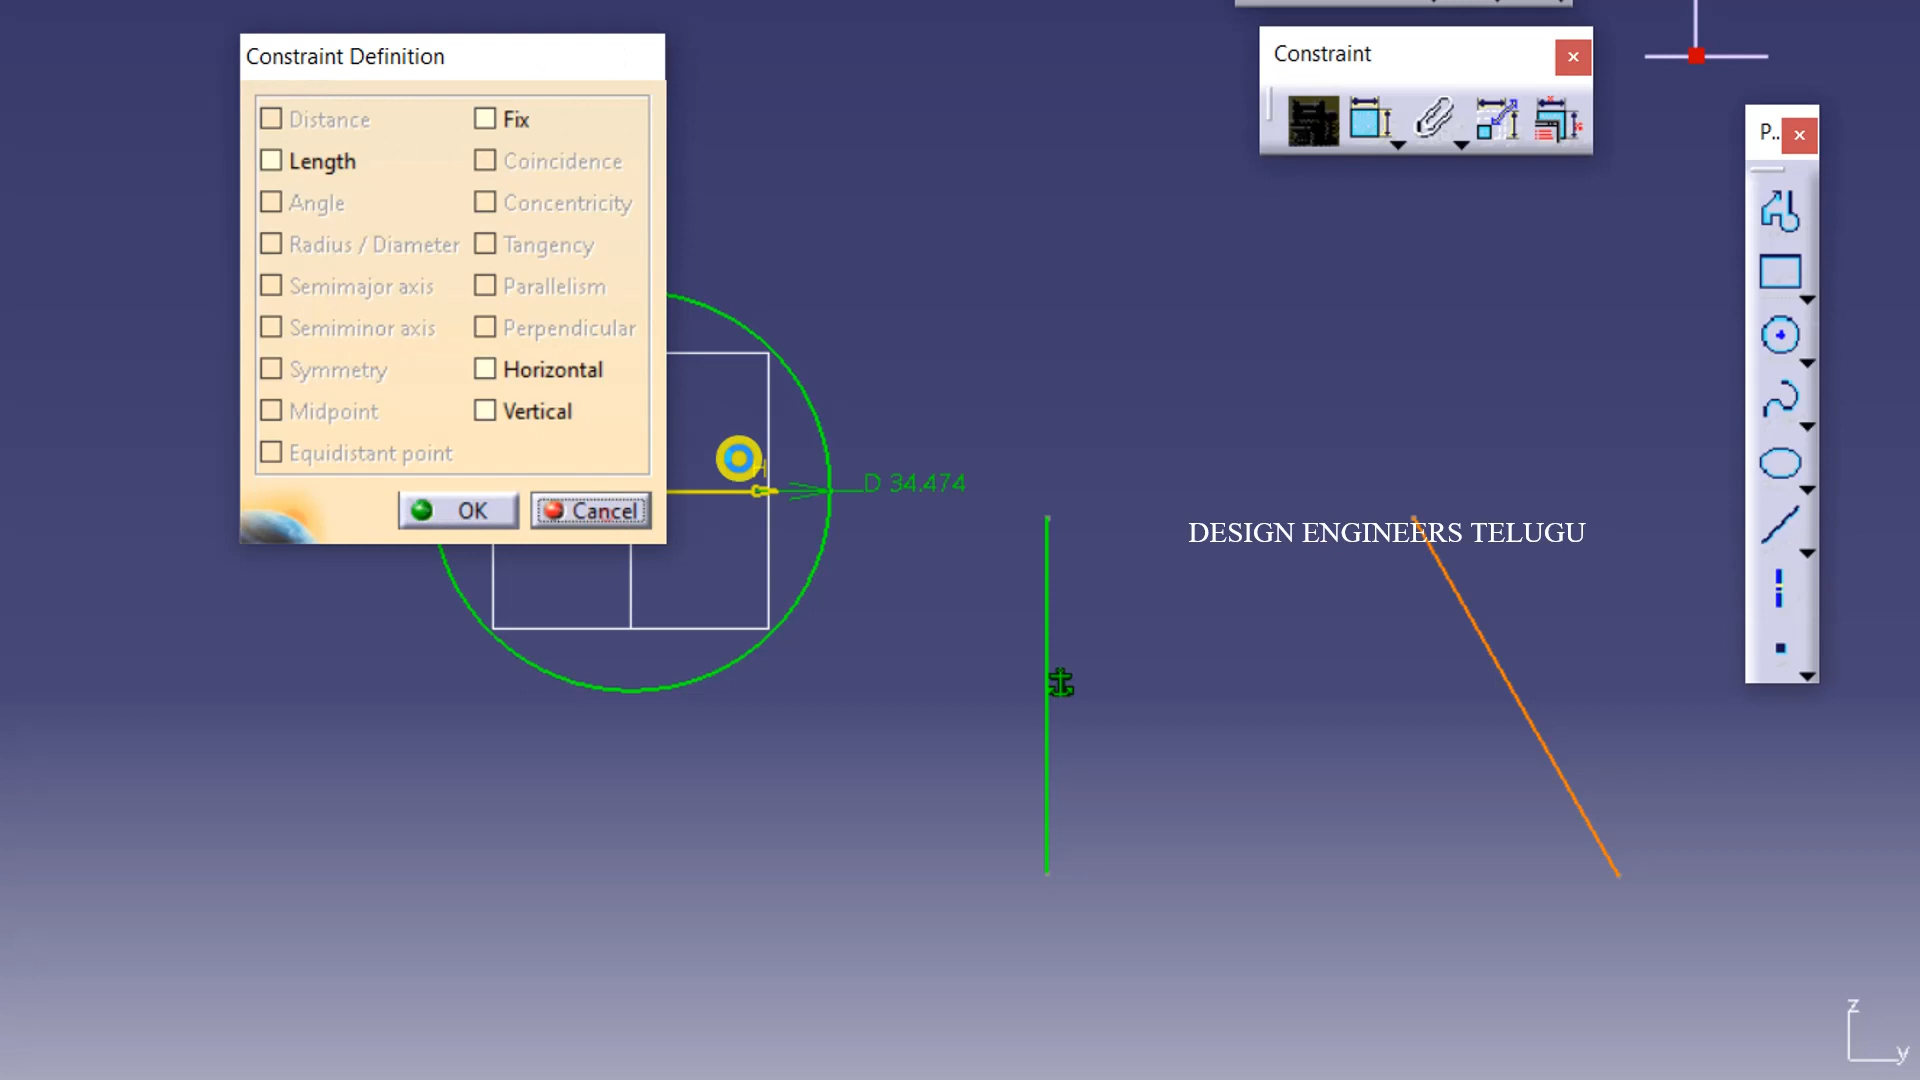 Constraint Definition
Distance
Fix
Length
Coincidence
Angle
Concentricity
Radius / Diameter
Tangency
Semimajor axis
Parallelism
Semiminor axis
Perpendicular
Symmetry
Horizontal
Midpoint
Vertical
Equidistant point
OK
Cancel
Constraint
P..
H
D 34.474
DESIGN ENGINEERS TELUGU
z
y